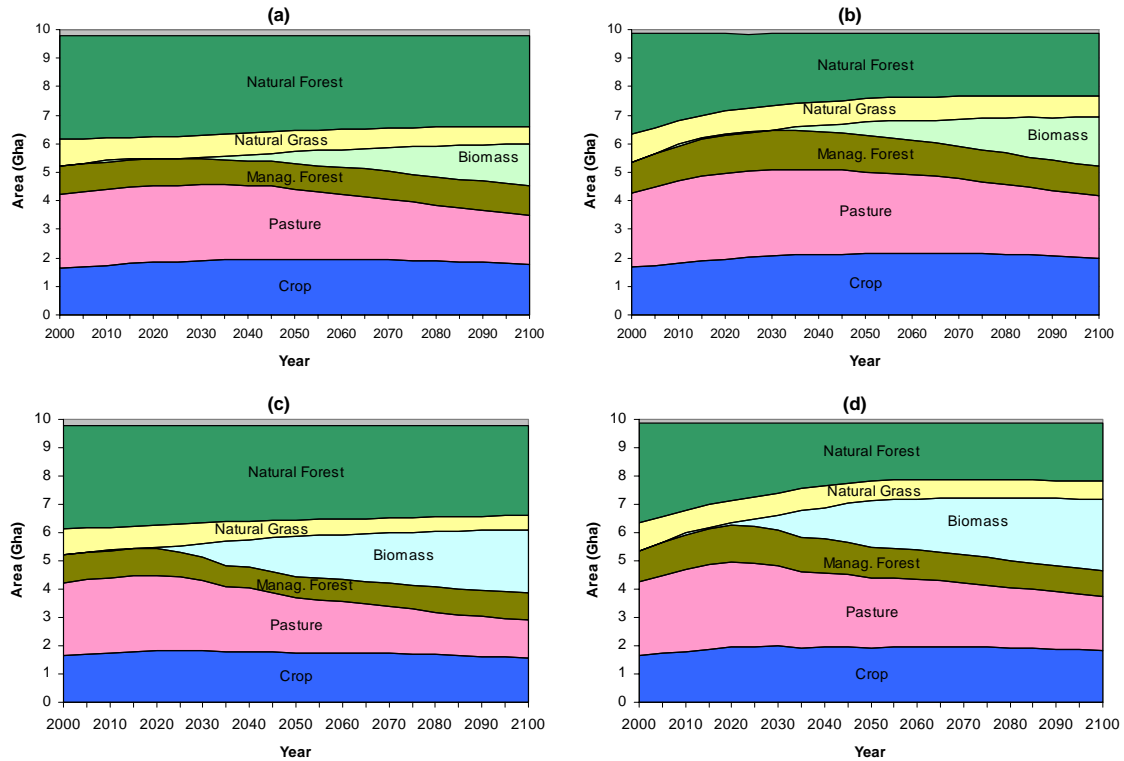 (a)
10
9
8
7
6
5
4
3
2
1
0
Area (Gha)
Natural Forest
Natural Grass
Biomass
Manag. Forest
Pasture
Crop
2000 2010 2020 2030 2040 2050 2060 2070 2080 2090 2100
Year
(b)
10
9
8
7
6
5
4
3
2
1
0
Area (Gha)
Natural Forest
Natural Grass
Biomass
Manag. Forest
Pasture
Crop
2000 2010 2020 2030 2040 2050 2060 2070 2080 2090 2100
Year
(c)
10
9
8
7
6
5
4
3
2
1
0
Area (Gha)
Natural Forest
Natural Grass
Biomass
Manag. Forest
Pasture
Crop
2000 2010 2020 2030 2040 2050 2060 2070 2080 2090 2100
Year
(d)
10
9
8
7
6
5
4
3
2
1
0
Area (Gha)
Natural Forest
Natural Grass
Biomass
Manag. Forest
Pasture
Crop
2000 2010 2020 2030 2040 2050 2060 2070 2080 2090 2100
Year